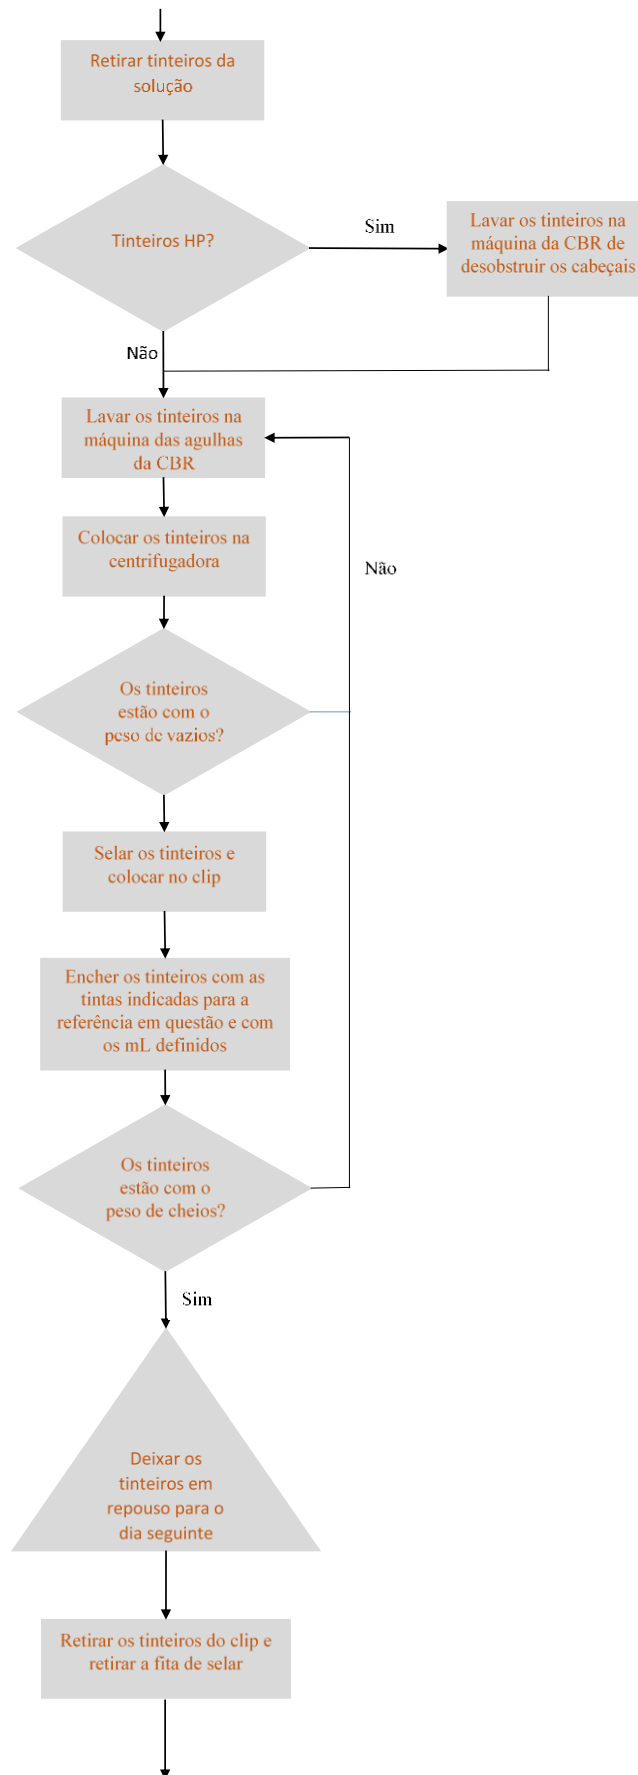 Retirar tinteiros da
solução
Tinteiros HP?
Sim
Lavar os tinteiros na
máquina da CBR de
desobstruir os cabeçais
Não
Lavar os tinteiros na
máquina das agulhas
da CBR
Colocar os tinteiros na
centrifugadora
Não
Os tinteiros
estão com o
peso de vazios?
Selar os tinteiros e
colocar no clip
Encher os tinteiros com as
tintas indicadas para a
referência em questão e com
os mL definidos
Os tinteiros
estão com o
peso de cheios?
Sim
Deixar os
tinteiros em
repouso para o
dia seguinte
Retirar os tinteiros do clip e
retirar a fita de selar